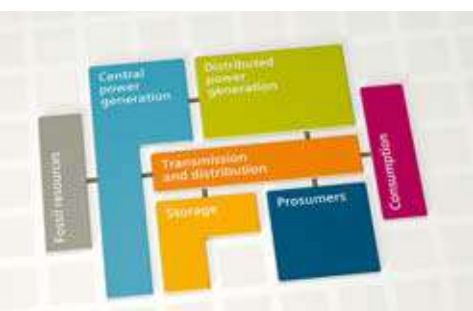 Fossil resources
Central
power
generation
Distributed
power
generation
Transmission
and distribution
Storage
Prosumers
Consumption